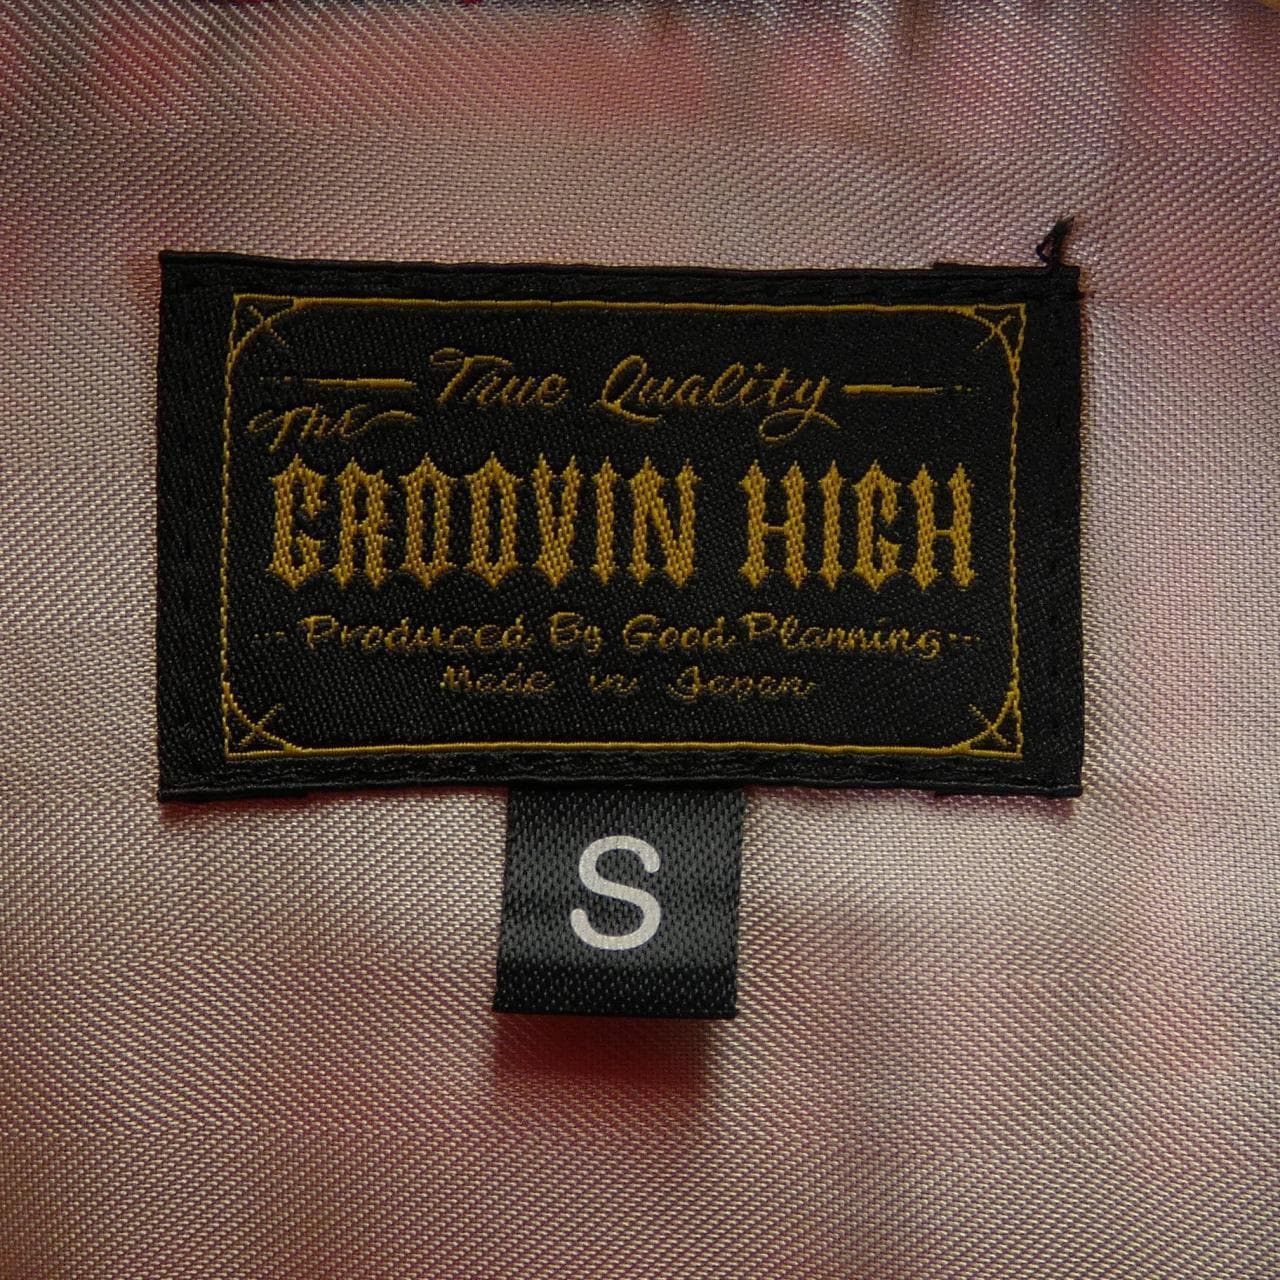 True Quality
The
GROOVIN HIGH
Produced By Good Planning
Made in Japan
S